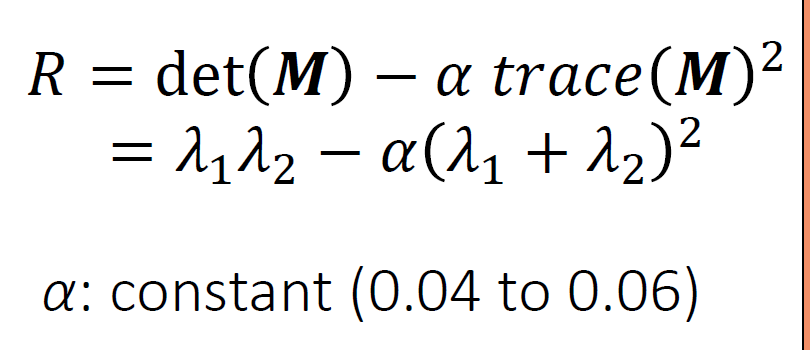 R = det(M) − α trace(M)²
= λ₁λ₂ − α(λ₁ + λ₂)²
α: constant (0.04 to 0.06)